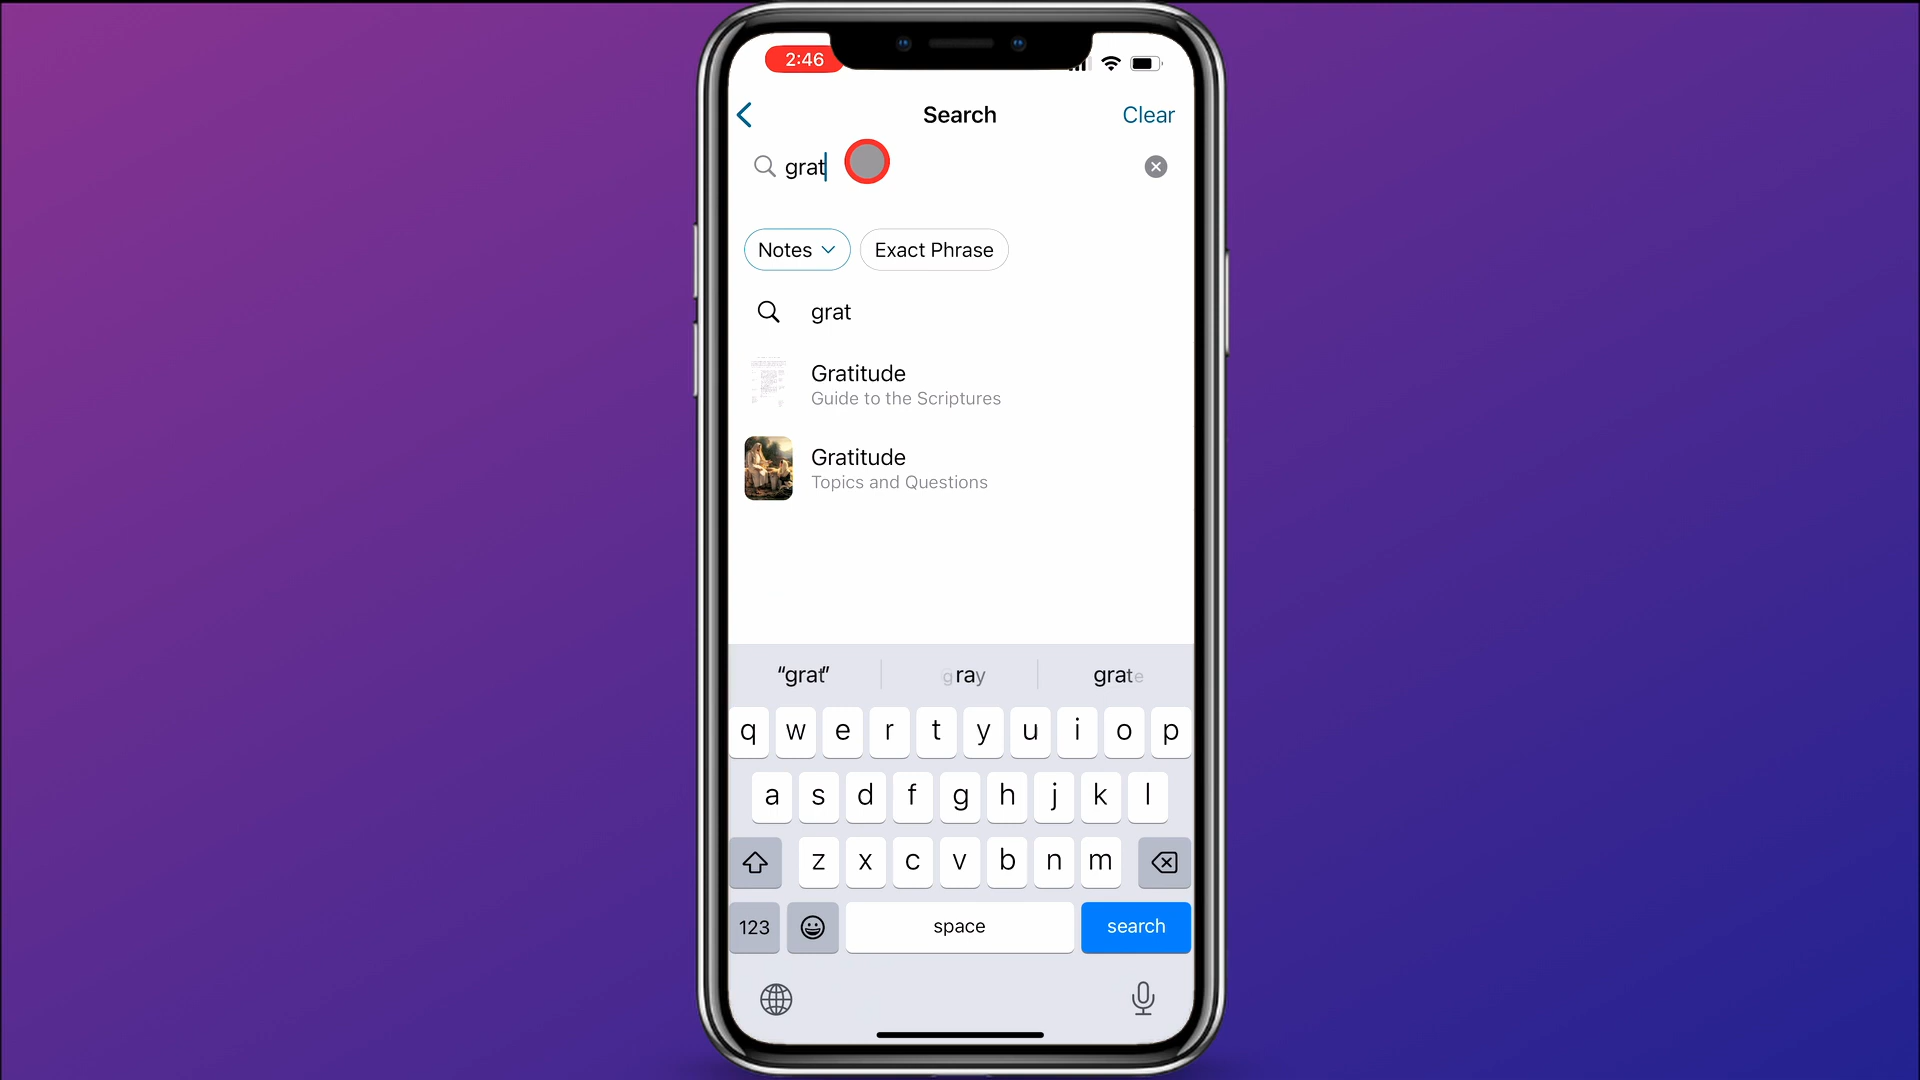 2:46
Search
Clear
grat
Notes
Exact Phrase
grat
Gratitude
Guide to the Scriptures
Gratitude
Topics and Questions
“grat”
gray
grate
q w e r t y u i o p
a s d f g h j k l
z x c v b n m
123
space
search